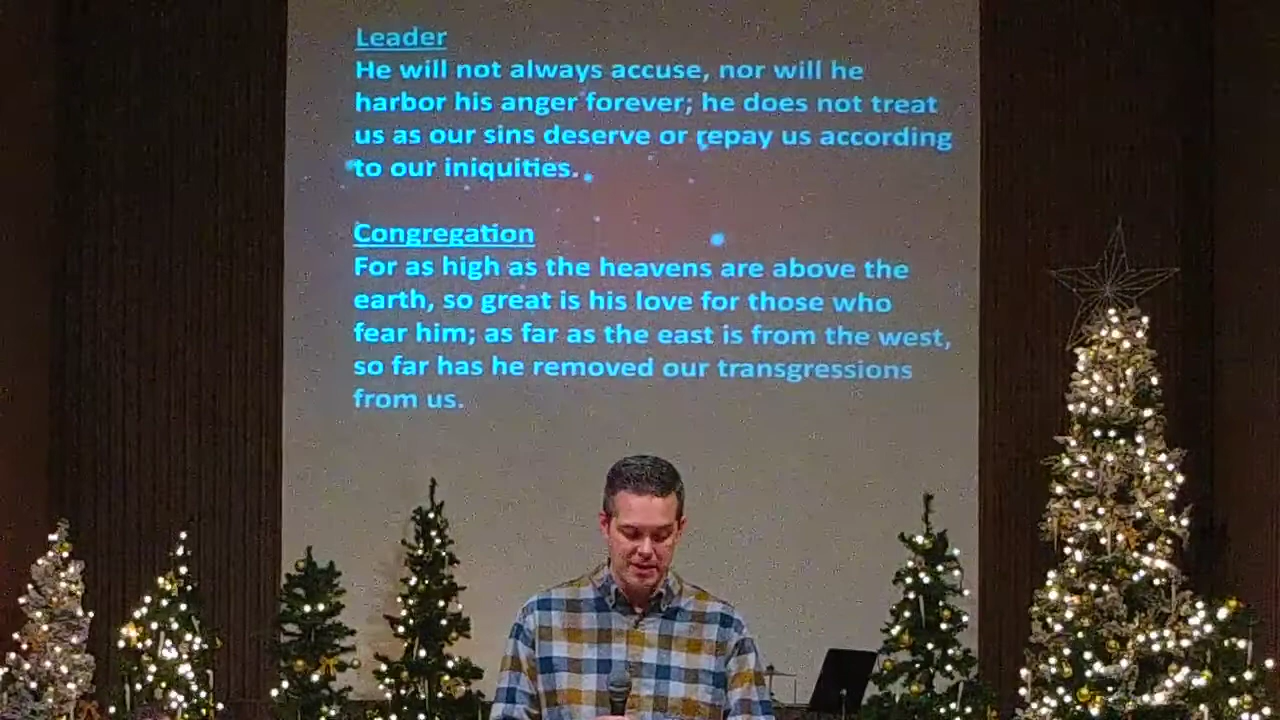 Leader
He will not always accuse, nor will he
harbor his anger forever; he does not treat
us as our sins deserve or repay us according
to our iniquities.
Congregation
For as high as the heavens are above the
earth, so great is his love for those who
fear him; as far as the east is from the west,
so far has he removed our transgressions
from us.